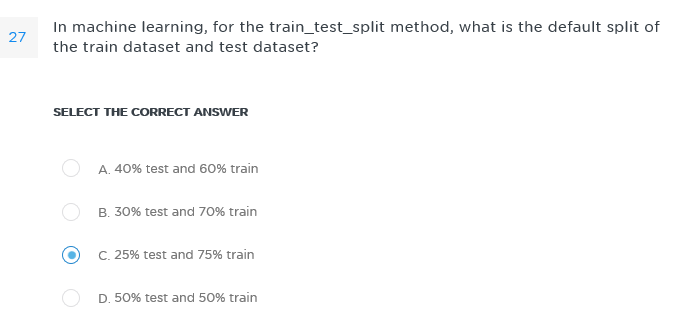 27
In machine learning, for the train_test_split method, what is the default split of
the train dataset and test dataset?
SELECT THE CORRECT ANSWER
A. 40% test and 60% train
B. 30% test and 70% train
C. 25% test and 75% train
D. 50% test and 50% train